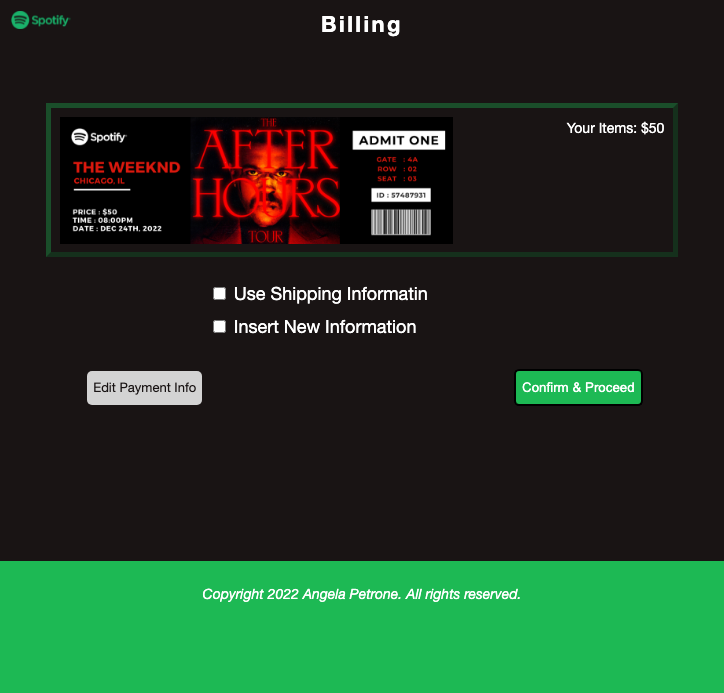 Spotify
Billing
Your Items: $50
Spotify
THE WEEKND
CHICAGO, IL
PRICE : $50
TIME : 08:00PM
DATE : DEC 24TH, 2022
THE
AFTER
HOURS
TOUR
ADMIT ONE
GATE : 4A
ROW : 02
SEAT : 03
ID : 57487931
Use Shipping Informatin
Insert New Information
Edit Payment Info
Confirm & Proceed
Copyright 2022 Angela Petrone. All rights reserved.